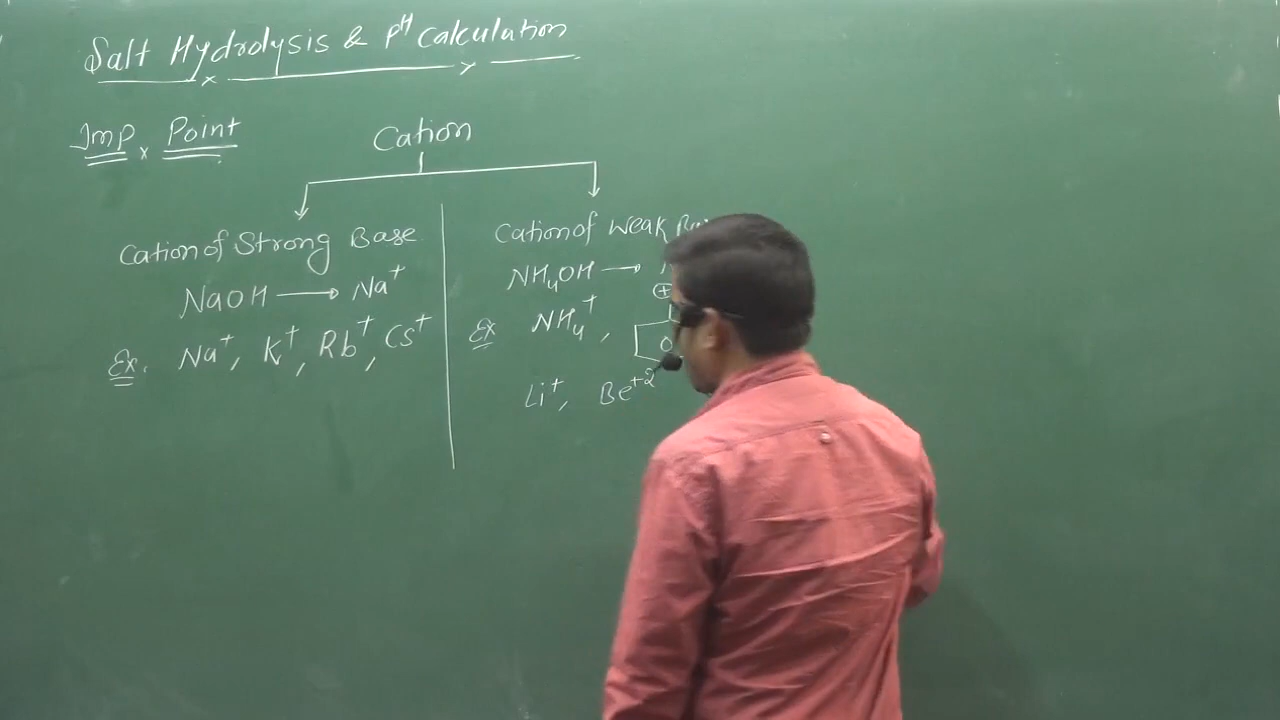 Salt Hydrolysis & pH calculation
Imp Point
Cation
Cation of Strong Base
NaOH → Na⁺
Ex. Na⁺, K⁺, Rb⁺, Cs⁺
Cation of Weak
NH₄OH →
Ex NH₄⁺,
Li⁺, Be⁺²